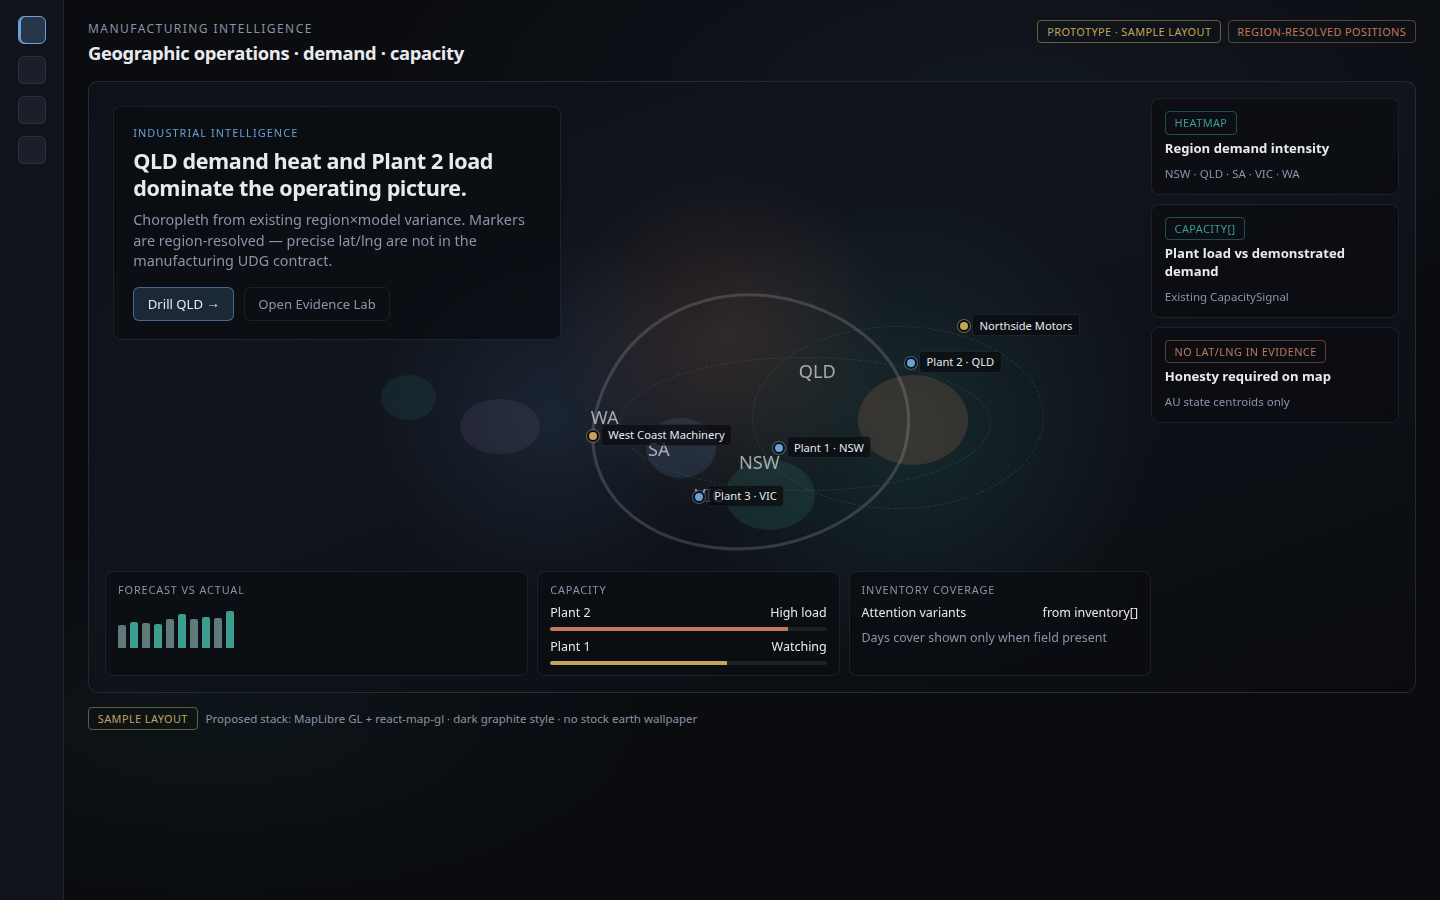 MANUFACTURING INTELLIGENCE
Geographic operations · demand · capacity
PROTOTYPE · SAMPLE LAYOUT
REGION-RESOLVED POSITIONS
INDUSTRIAL INTELLIGENCE
QLD demand heat and Plant 2 load
dominate the operating picture.
Choropleth from existing region×model variance. Markers
are region-resolved — precise lat/lng are not in the
manufacturing UDG contract.
Drill QLD →
Open Evidence Lab
HEATMAP
Region demand intensity
NSW · QLD · SA · VIC · WA
CAPACITY[]
Plant load vs demonstrated
demand
Existing CapacitySignal
NO LAT/LNG IN EVIDENCE
Honesty required on map
AU state centroids only
Northside Motors
Plant 2 · QLD
QLD
WA
West Coast Machinery
SA
Plant 1 · NSW
NSW
Plant 3 · VIC
FORECAST VS ACTUAL
CAPACITY
Plant 2
High load
Plant 1
Watching
INVENTORY COVERAGE
Attention variants
from inventory[]
Days cover shown only when field present
SAMPLE LAYOUT
Proposed stack: MapLibre GL + react-map-gl · dark graphite style · no stock earth wallpaper